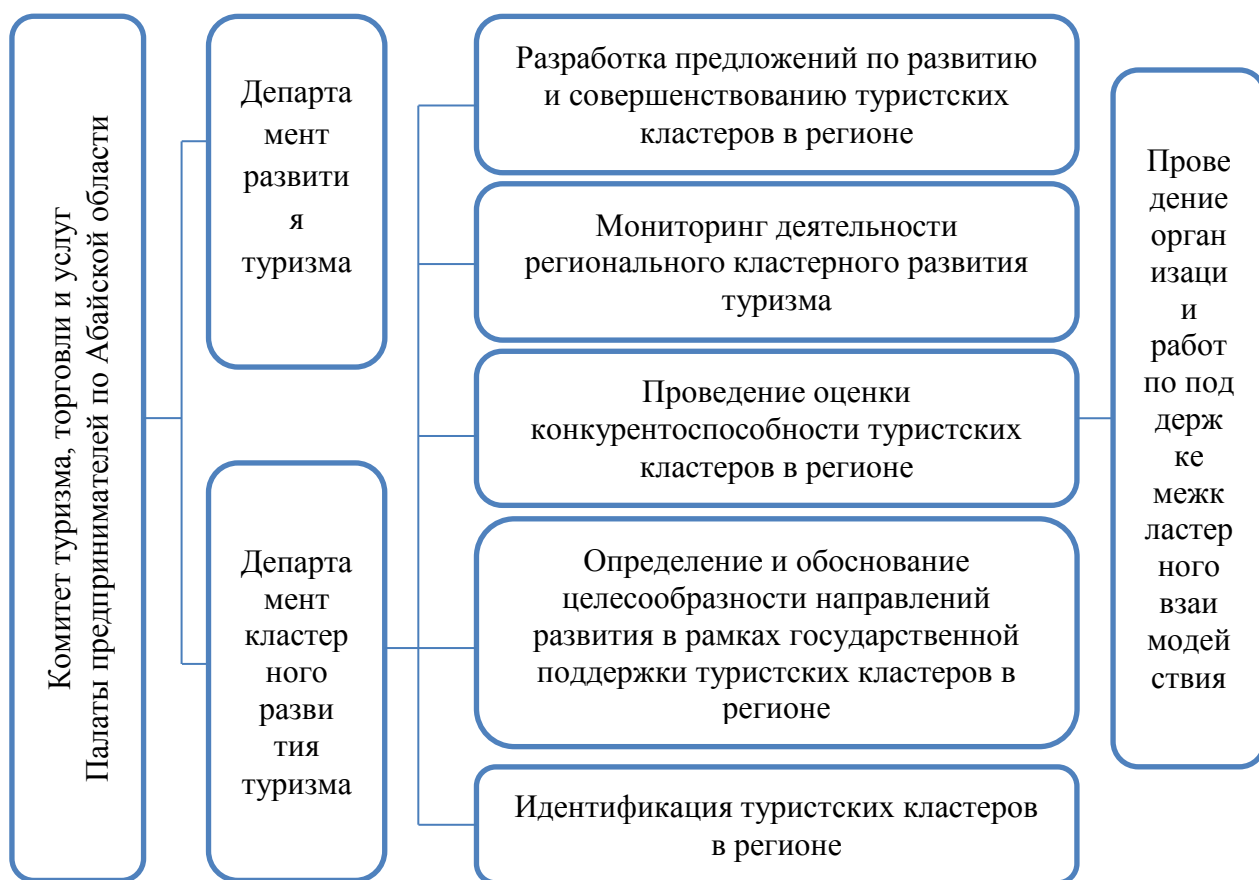 Комитет туризма, торговли и услуг
Палаты предпринимателей по Абайской области
Департа
мент
развити
я
туризма
Департа
мент
кластер
ного
разви
тия
туризма
Разработка предложений по развитию
и совершенствованию туристских
кластеров в регионе
Мониторинг деятельности
регионального кластерного развития
туризма
Проведение оценки
конкурентоспособности туристских
кластеров в регионе
Определение и обоснование
целесообразности направлений
развития в рамках государственной
поддержки туристских кластеров в
регионе
Идентификация туристских кластеров
в регионе
Прове
дение
орган
изаци
и
работ
по под
держ
ке
межк
ластер
ного
взаи
модей
ствия